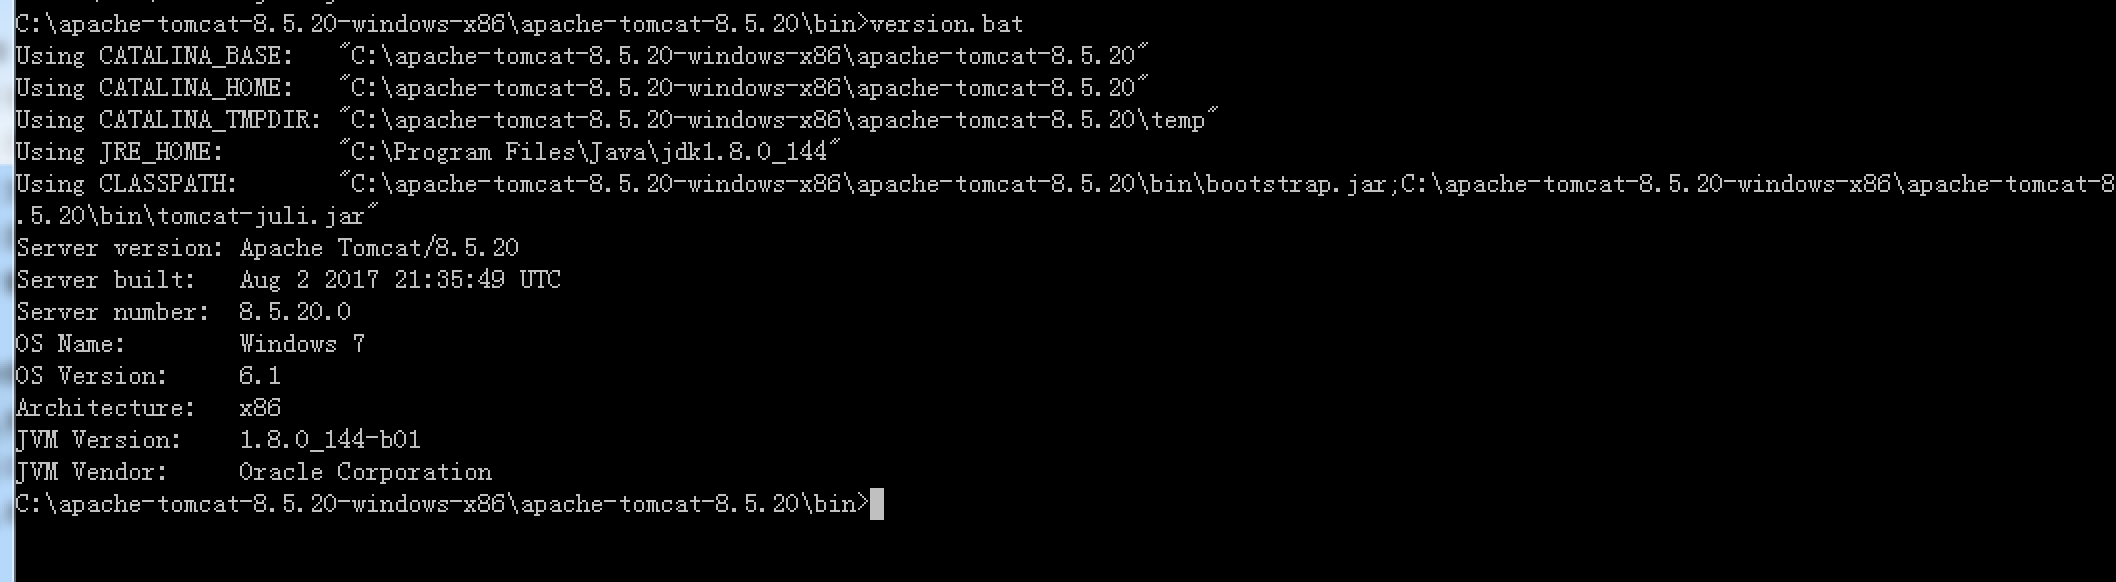 C:\apache-tomcat-8.5.20-windows-x86\apache-tomcat-8.5.20\bin>version.bat
Using CATALINA_BASE:   "C:\apache-tomcat-8.5.20-windows-x86\apache-tomcat-8.5.20"
Using CATALINA_HOME:   "C:\apache-tomcat-8.5.20-windows-x86\apache-tomcat-8.5.20"
Using CATALINA_TMPDIR: "C:\apache-tomcat-8.5.20-windows-x86\apache-tomcat-8.5.20\temp"
Using JRE_HOME:        "C:\Program Files\Java\jdk1.8.0_144"
Using CLASSPATH:       "C:\apache-tomcat-8.5.20-windows-x86\apache-tomcat-8.5.20\bin\bootstrap.jar;C:\apache-tomcat-8.5.20-windows-x86\apache-tomcat-8
.5.20\bin\tomcat-juli.jar"
Server version: Apache Tomcat/8.5.20
Server built:   Aug 2 2017 21:35:49 UTC
Server number:  8.5.20.0
OS Name:        Windows 7
OS Version:     6.1
Architecture:   x86
JVM Version:    1.8.0_144-b01
JVM Vendor:     Oracle Corporation
C:\apache-tomcat-8.5.20-windows-x86\apache-tomcat-8.5.20\bin>